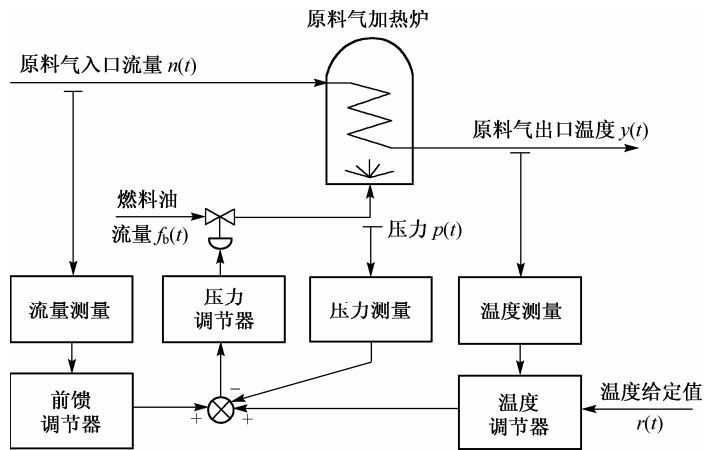 原料气加热炉
原料气入口流量 n(t)
原料气出口温度 y(t)
燃料油
流量 fb(t)
压力 p(t)
流量测量
压力
调节器
压力测量
温度测量
前馈
调节器
−
+
+
温度
调节器
温度给定值
r(t)